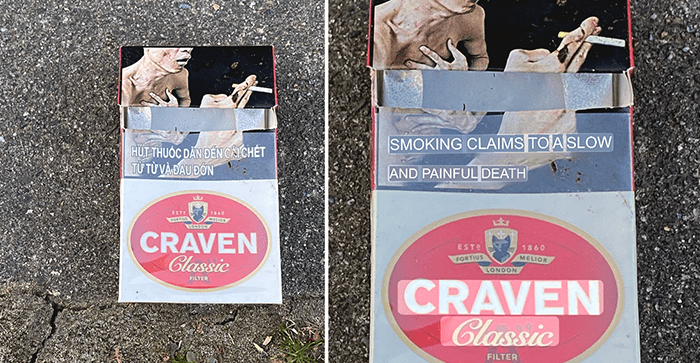 HÚT THUỐC DẪN ĐẾN CÁI CHẾT
TỪ TỪ VÀ ĐAU ĐỚN
ESTD 1860
FORTIUS MELIOR
LONDON
CRAVEN
Classic
FILTER
SMOKING CLAIMS TO A SLOW
AND PAINFUL DEATH
ESTD 1860
FORTIUS MELIOR
LONDON
CRAVEN
Classic
FILTER